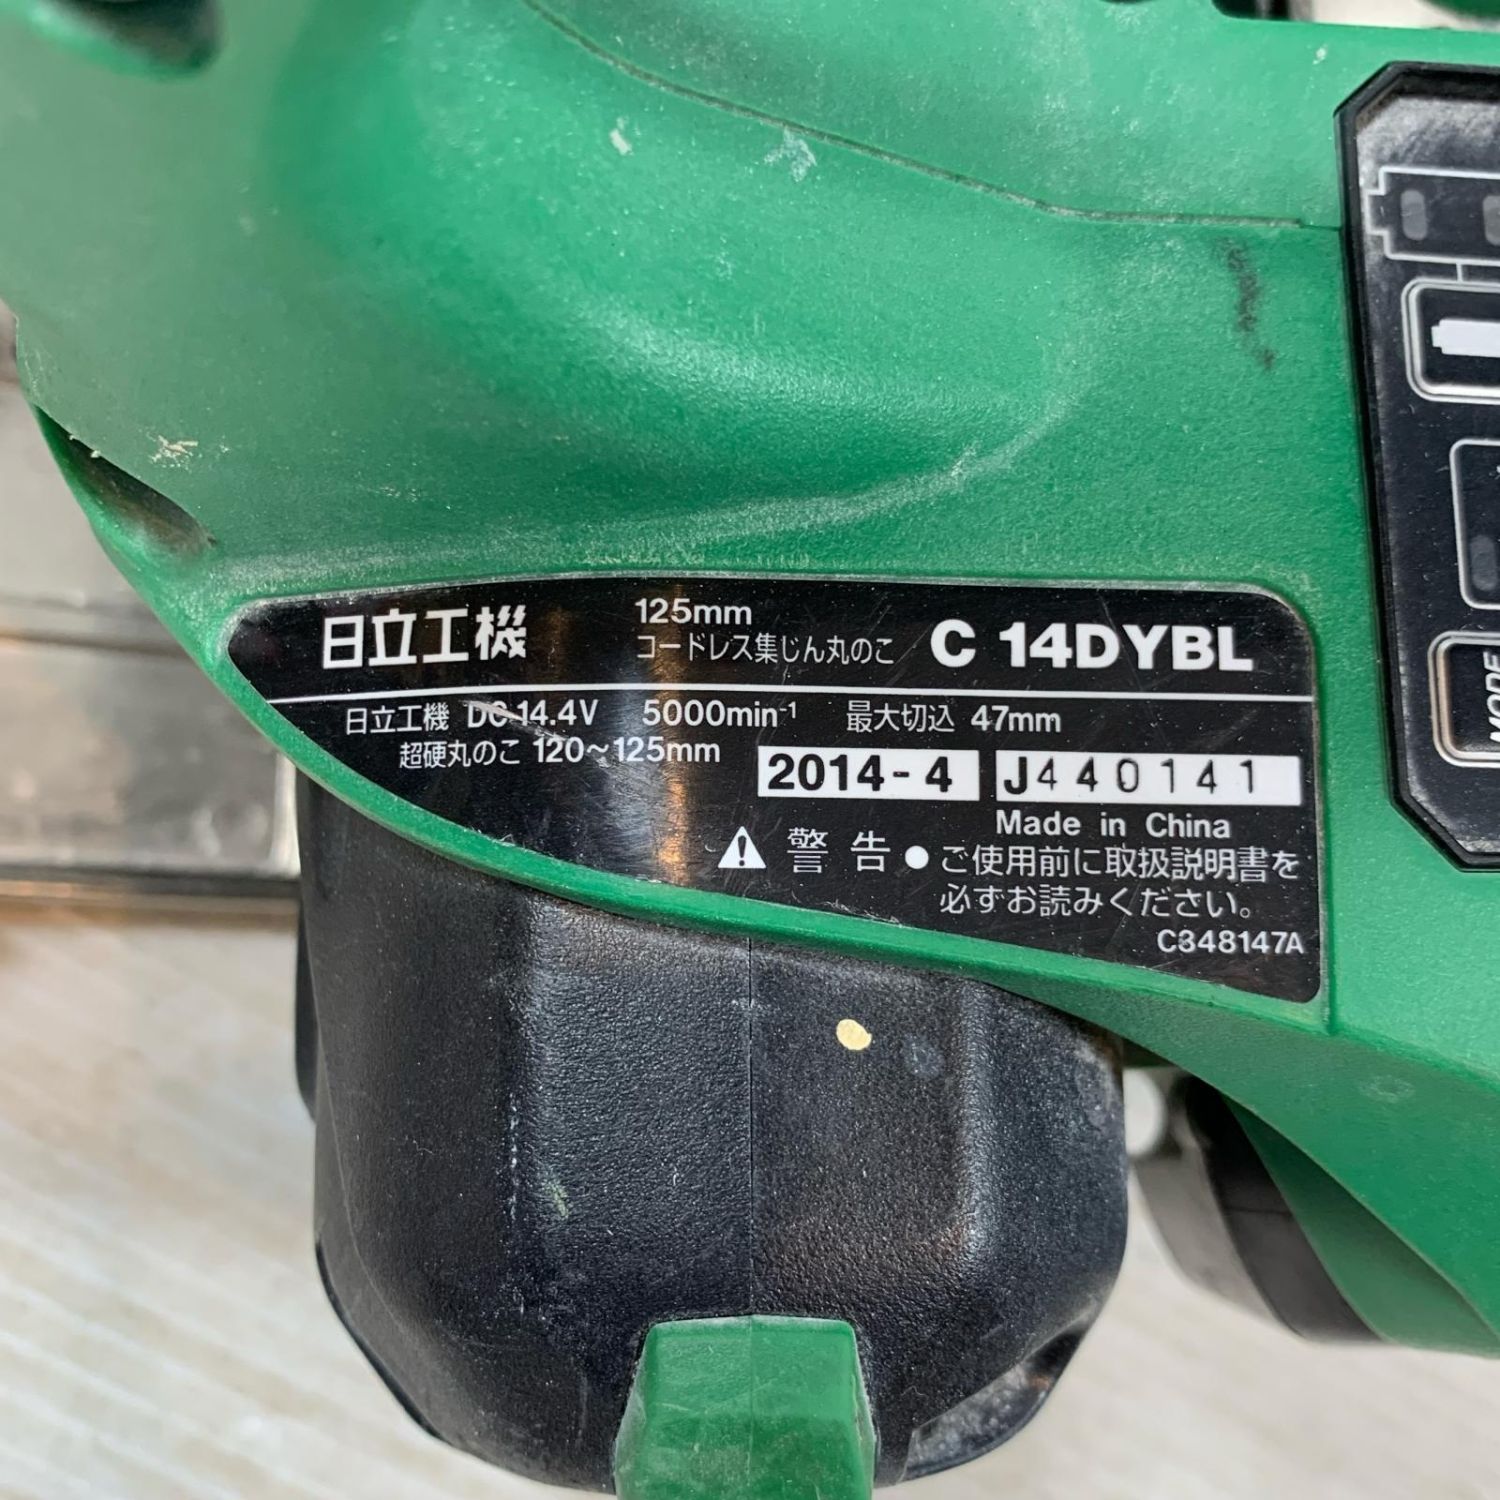 日立工機
125mm
コードレス集じん丸のこ
C 14DYBL
日立工機 DC 14.4V 5000min⁻¹ 最大切込 47mm
超硬丸のこ 120～125mm
2014-4 J440141
Made in China
警告 ●ご使用前に取扱説明書を
必ずお読みください。
C348147A
MODE